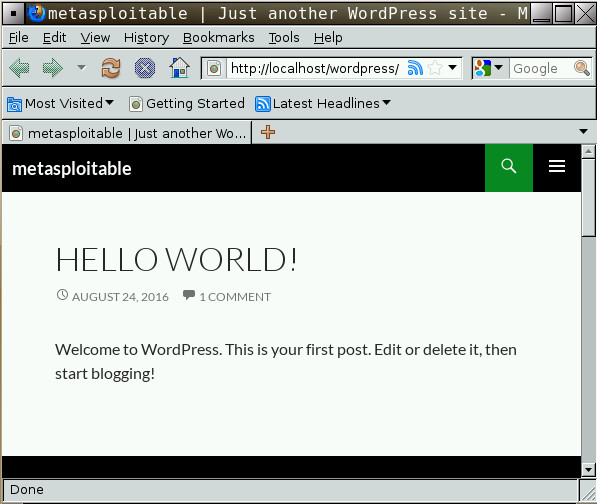 metasploitable | Just another WordPress site - M
File Edit View History Bookmarks Tools Help
http://localhost/wordpress/ Google
Most Visited Getting Started Latest Headlines
metasploitable | Just another Wo...
metasploitable
HELLO WORLD!
AUGUST 24, 2016 1 COMMENT
Welcome to WordPress. This is your first post. Edit or delete it, then
start blogging!
Done